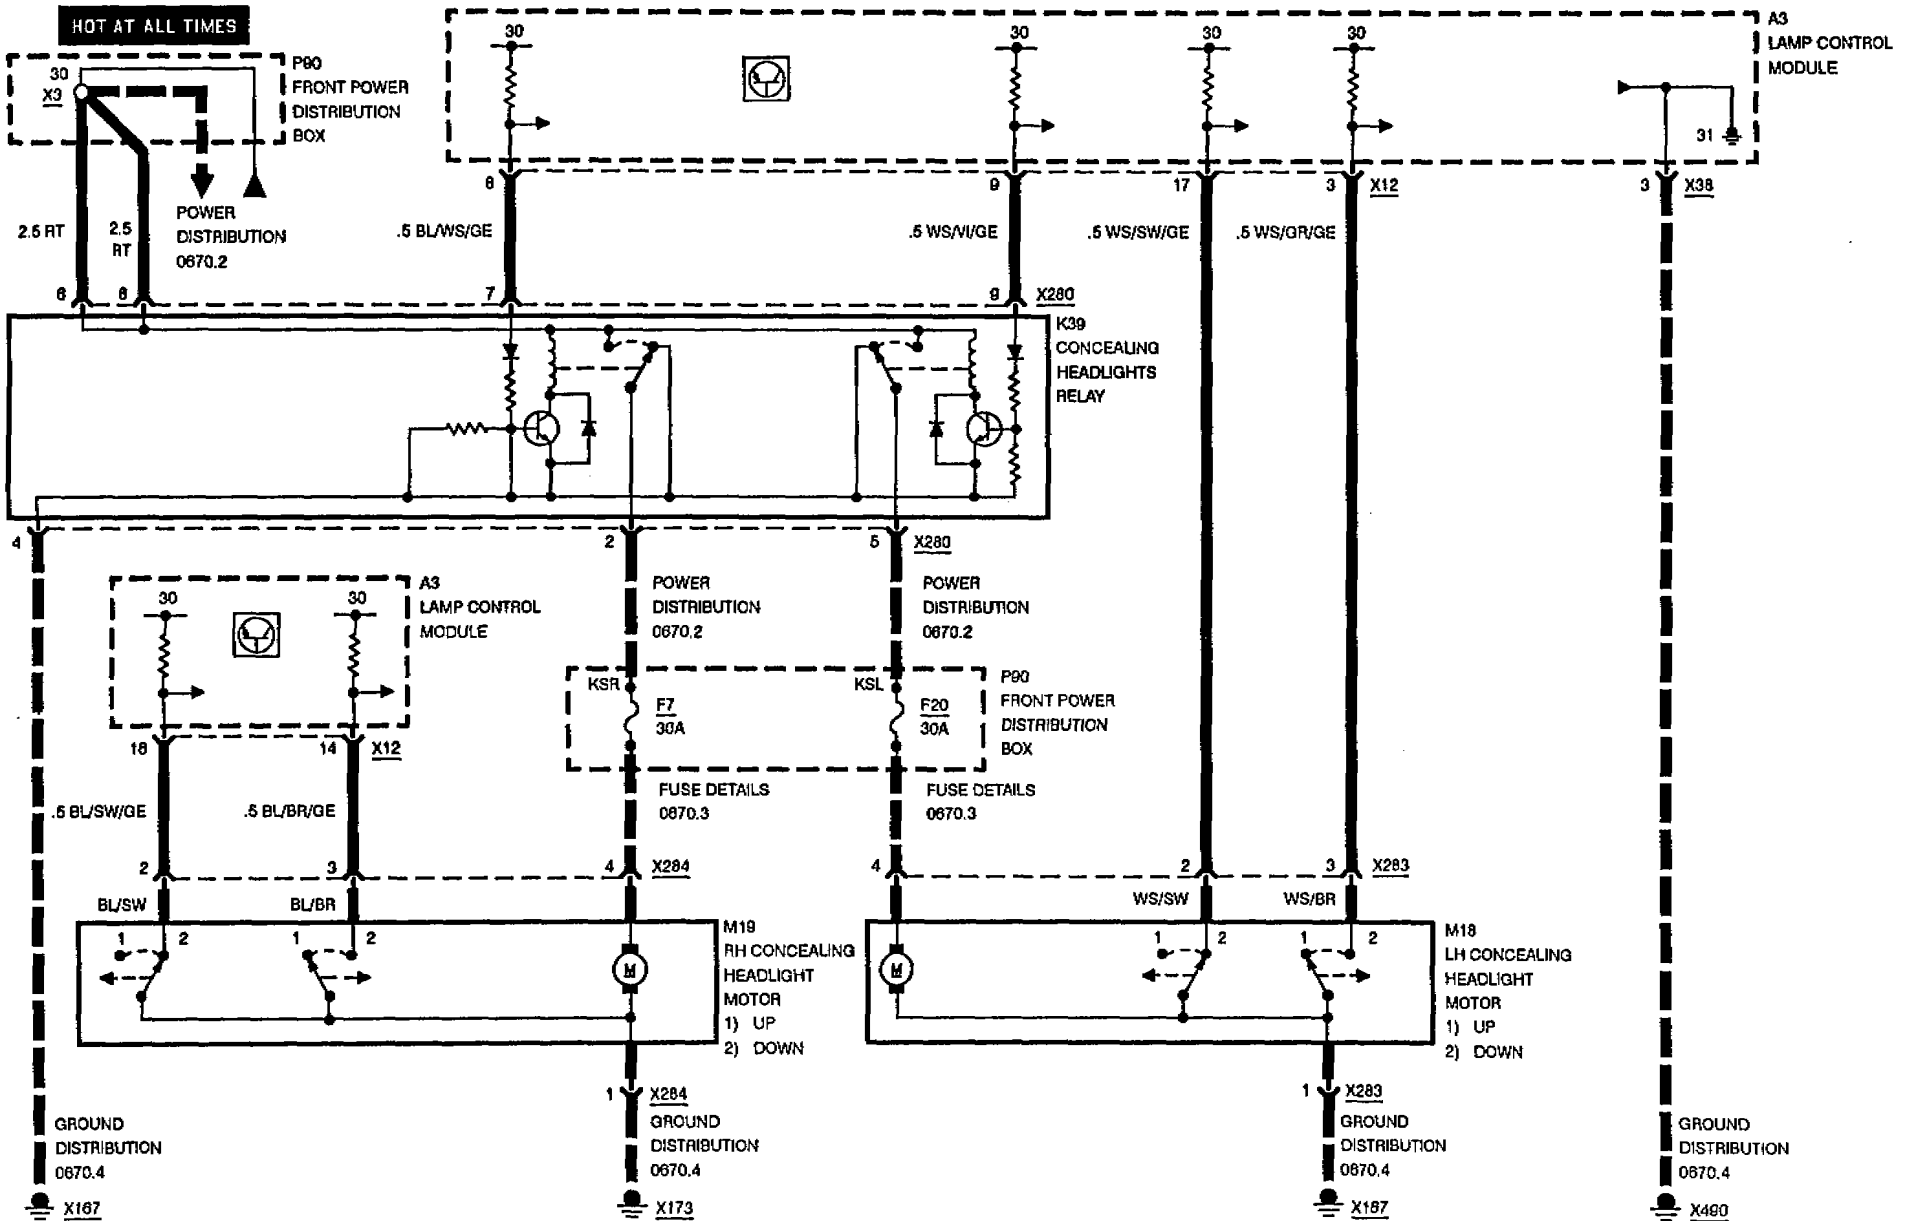 HOT AT ALL TIMES
30
X3
P90
FRONT POWER
DISTRIBUTION
BOX
30
30
30
30
A3
LAMP CONTROL
MODULE
31
8
9
17
3
X12
3
X38
POWER
DISTRIBUTION
0670.2
2.5 RT
2.5
RT
.5 BL/WS/GE
.5 WS/VI/GE
.5 WS/SW/GE
.5 WS/GR/GE
6
8
7
9
X280
K39
CONCEALING
HEADLIGHTS
RELAY
4
2
5
X280
A3
LAMP CONTROL
MODULE
30
30
POWER
DISTRIBUTION
0670.2
POWER
DISTRIBUTION
0670.2
KSR
F7
30A
KSL
F20
30A
P90
FRONT POWER
DISTRIBUTION
BOX
18
14
X12
FUSE DETAILS
0670.3
FUSE DETAILS
0670.3
.5 BL/SW/GE
.5 BL/BR/GE
2
3
4
X284
4
2
3
X283
BL/SW
BL/BR
WS/SW
WS/BR
1
2
1
2
M
M19
RH CONCEALING
HEADLIGHT
MOTOR
1) UP
2) DOWN
M
1
2
1
2
M18
LH CONCEALING
HEADLIGHT
MOTOR
1) UP
2) DOWN
1
X284
1
X283
GROUND
DISTRIBUTION
0670.4
X167
GROUND
DISTRIBUTION
0670.4
X173
GROUND
DISTRIBUTION
0670.4
X167
GROUND
DISTRIBUTION
0670.4
X490